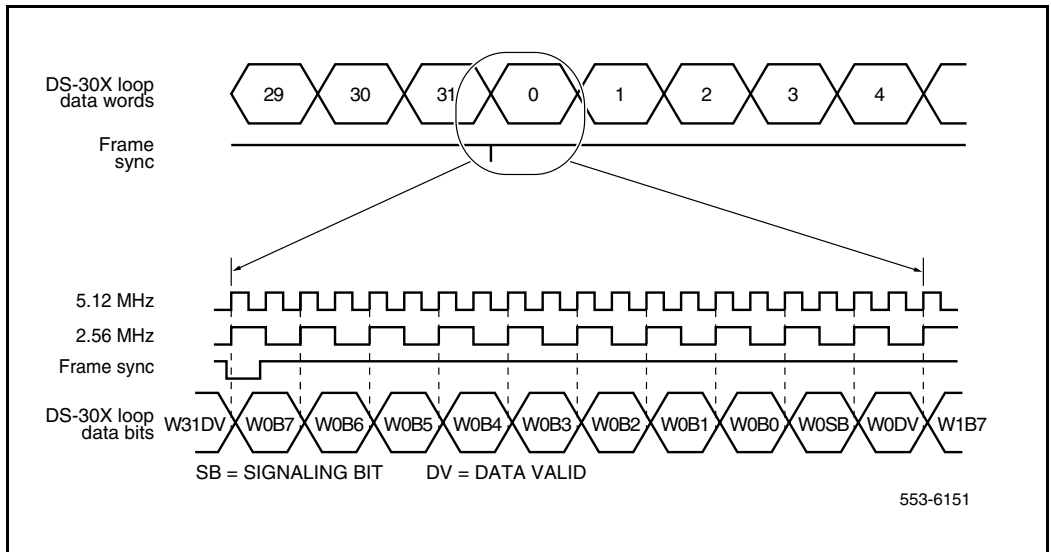 DS-30X loop
data words
29 30 31 0 1 2 3 4
Frame
sync
5.12 MHz
2.56 MHz
Frame sync
DS-30X loop
data bits
W31DV W0B7 W0B6 W0B5 W0B4 W0B3 W0B2 W0B1 W0B0 W0SB W0DV W1B7
SB = SIGNALING BIT DV = DATA VALID
553-6151